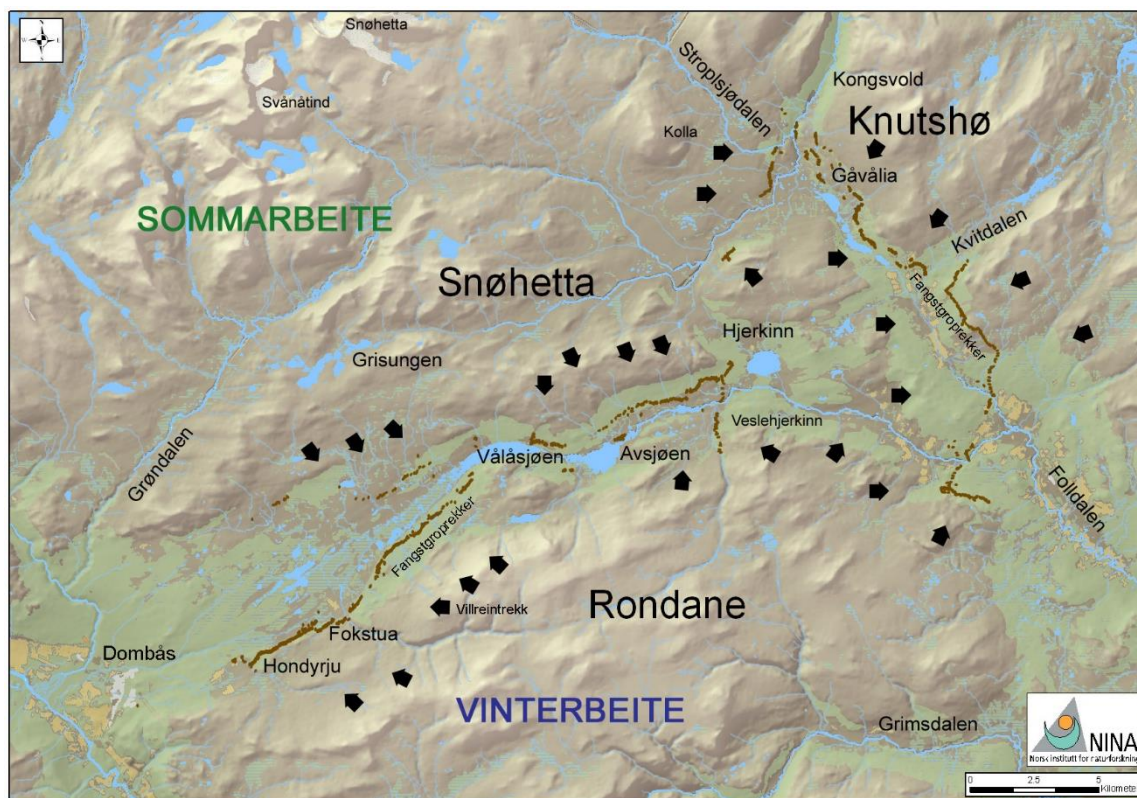 Snøhetta
Svånåtind
Stroplsjødalen
Kongsvold
Knutshø
Kolla
Gåvålia
SOMMARBEITE
Kvitdalen
Snøhetta
Fangstgroprekker
Hjerkinn
Grisungen
Veslehjerkinn
Grøndalen
Vålåsjøen
Avsjøen
Folldalen
Fangstgroprekker
Villreintrekk
Rondane
Fokstua
Dombås
Hondyrju
VINTERBEITE
Grimsdalen
NINA
Norsk institutt for naturforskning
0 2.5 5
Kilometer